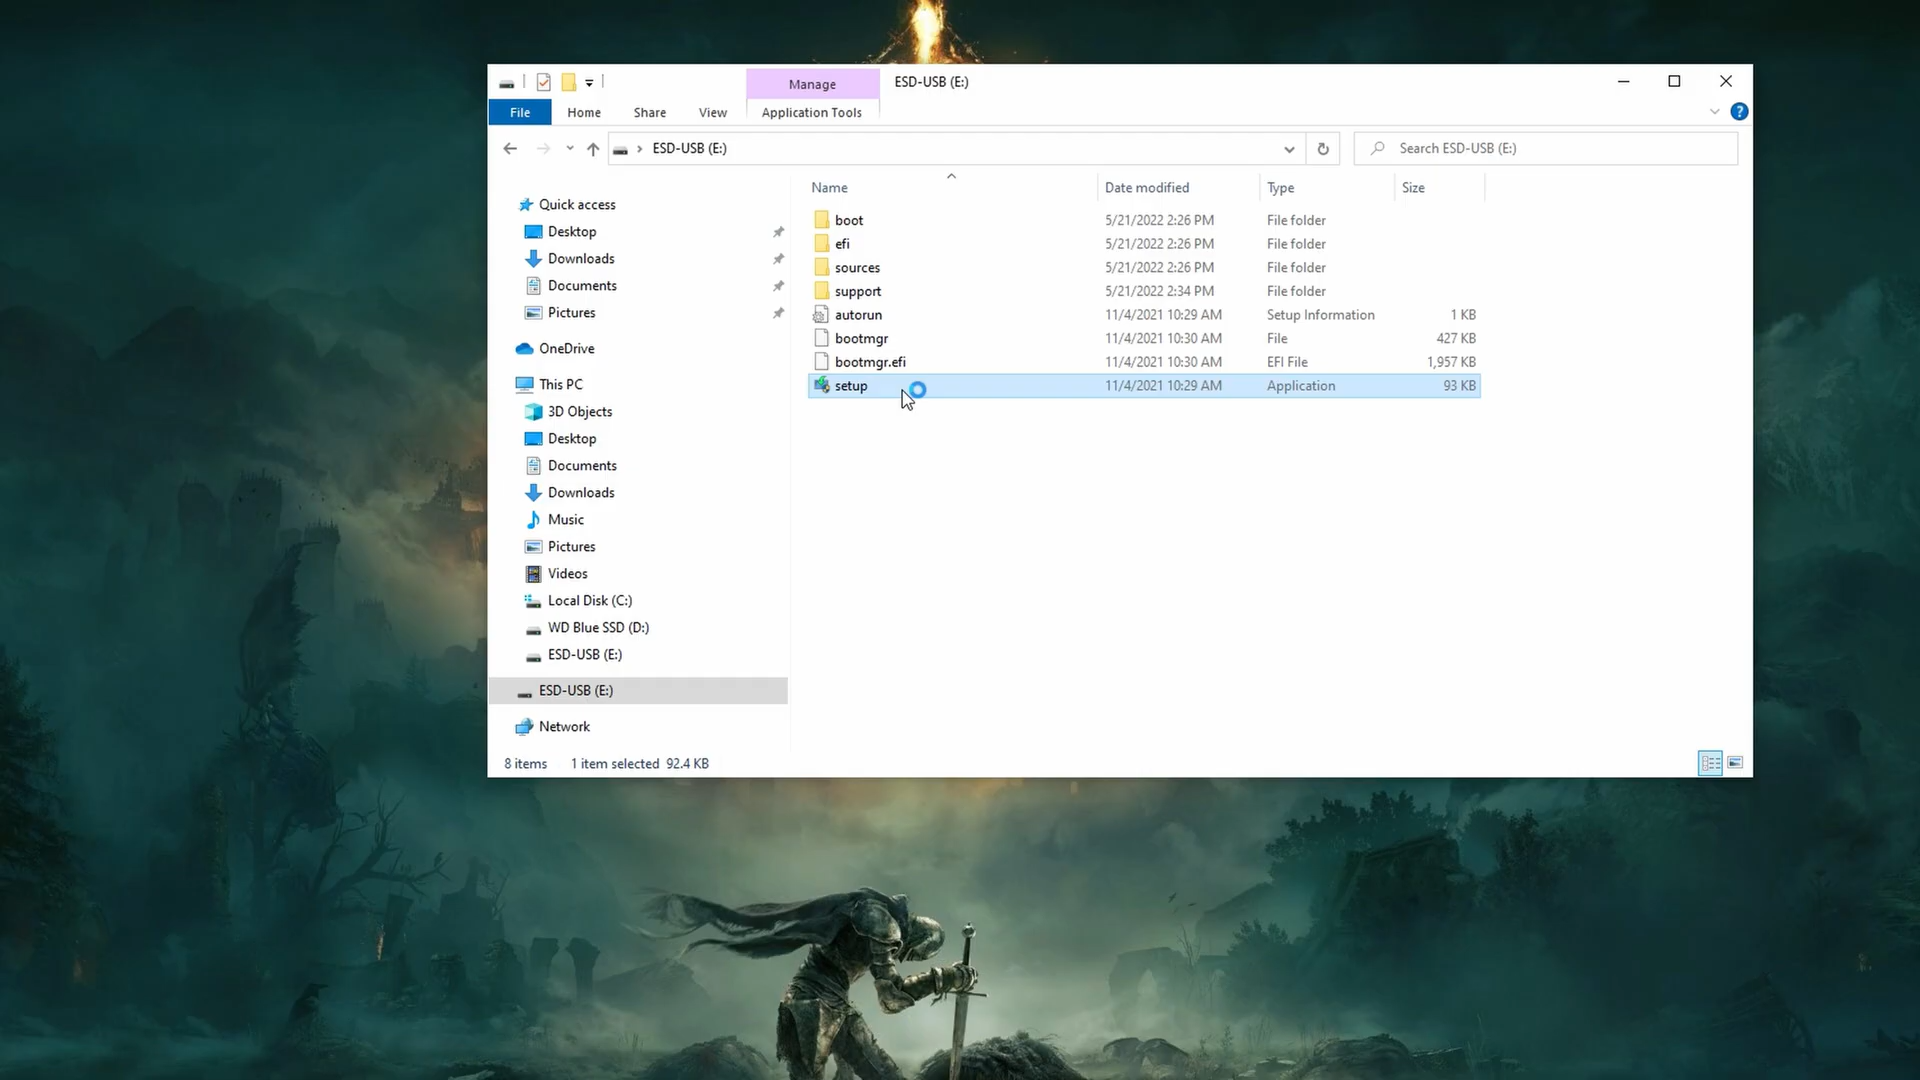 Manage
ESD-USB (E:)
File
Home
Share
View
Application Tools
ESD-USB (E:)
Search ESD-USB (E:)
Name
Date modified
Type
Size
Quick access
Desktop
Downloads
Documents
Pictures
OneDrive
This PC
3D Objects
Desktop
Documents
Downloads
Music
Pictures
Videos
Local Disk (C:)
WD Blue SSD (D:)
ESD-USB (E:)
ESD-USB (E:)
Network
boot 5/21/2022 2:26 PM File folder
efi 5/21/2022 2:26 PM File folder
sources 5/21/2022 2:26 PM File folder
support 5/21/2022 2:34 PM File folder
autorun 11/4/2021 10:29 AM Setup Information 1 KB
bootmgr 11/4/2021 10:30 AM File 427 KB
bootmgr.efi 11/4/2021 10:30 AM EFI File 1,957 KB
setup 11/4/2021 10:29 AM Application 93 KB
8 items 1 item selected 92.4 KB